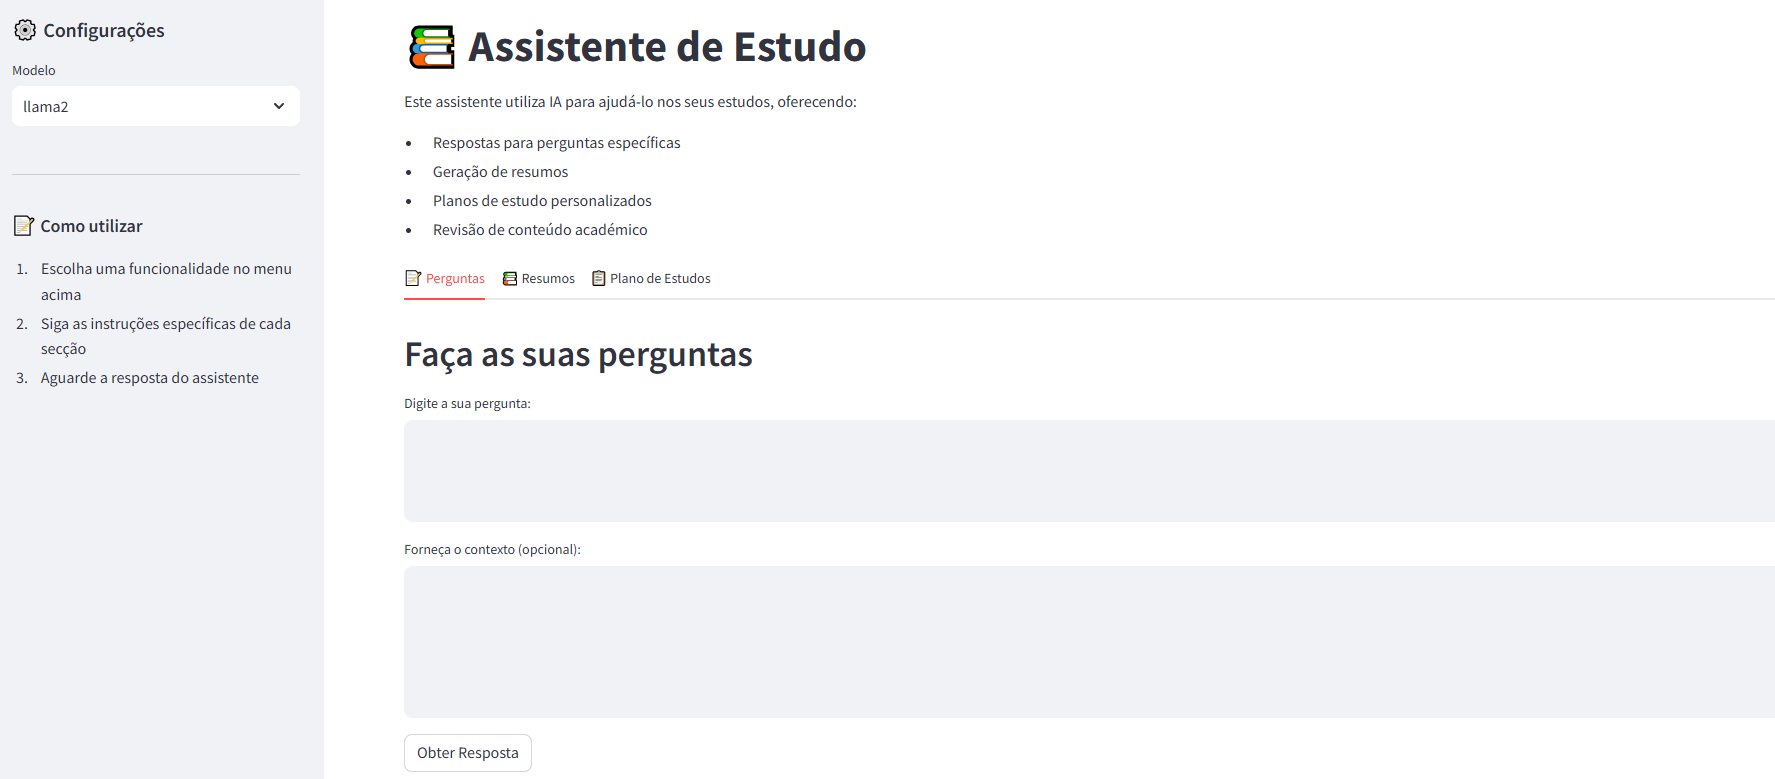 Configurações
Modelo
llama2
Como utilizar
1. Escolha uma funcionalidade no menu
acima
2. Siga as instruções específicas de cada
secção
3. Aguarde a resposta do assistente
Assistente de Estudo
Este assistente utiliza IA para ajudá-lo nos seus estudos, oferecendo:
• Respostas para perguntas específicas
• Geração de resumos
• Planos de estudo personalizados
• Revisão de conteúdo académico
Perguntas Resumos Plano de Estudos
Faça as suas perguntas
Digite a sua pergunta:
Forneça o contexto (opcional):
Obter Resposta